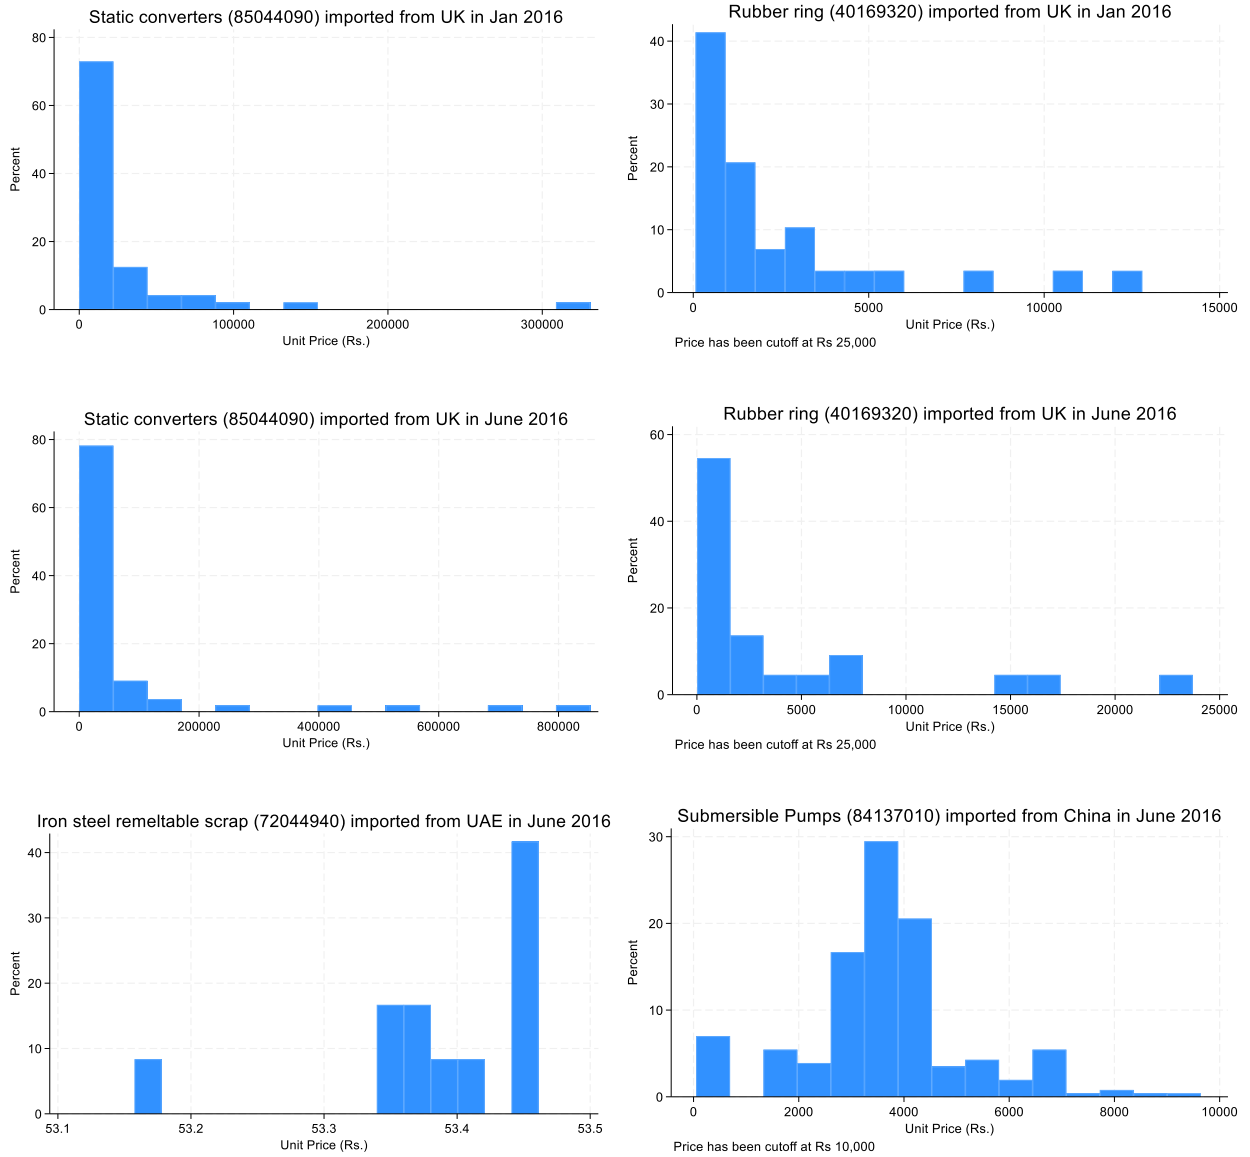 Static converters (85044090) imported from UK in Jan 2016
80
60
40
20
0
Percent
0 100000 200000 300000
Unit Price (Rs.)
Rubber ring (40169320) imported from UK in Jan 2016
40
30
20
10
0
Percent
0 5000 10000 15000
Unit Price (Rs.)
Price has been cutoff at Rs 25,000
Static converters (85044090) imported from UK in June 2016
80
60
40
20
0
Percent
0 200000 400000 600000 800000
Unit Price (Rs.)
Rubber ring (40169320) imported from UK in June 2016
60
40
20
0
Percent
0 5000 10000 15000 20000 25000
Unit Price (Rs.)
Price has been cutoff at Rs 25,000
Iron steel remeltable scrap (72044940) imported from UAE in June 2016
40
30
20
10
0
Percent
53.1 53.2 53.3 53.4 53.5
Unit Price (Rs.)
Submersible Pumps (84137010) imported from China in June 2016
30
20
10
0
Percent
0 2000 4000 6000 8000 10000
Unit Price (Rs.)
Price has been cutoff at Rs 10,000